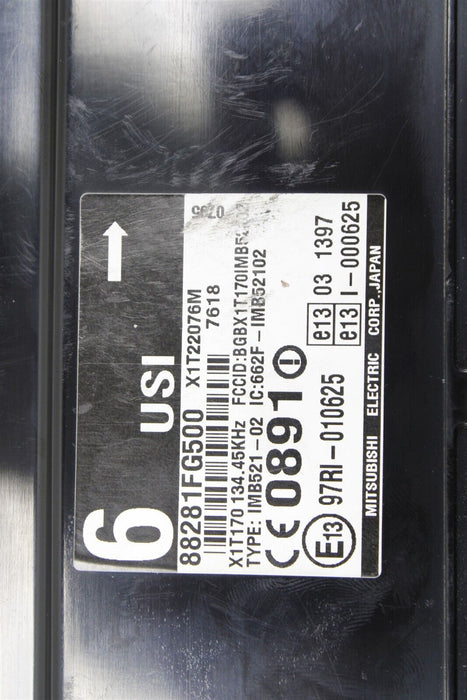 6 USI
88281FG500 X1T22076M
7618
X1T170 134.45KHz FCCID:BGBX1T170IMB52102
TYPE: IMB521-02 IC:662F-IMB52102
CE 0891
e13 03 1397
E13 97RI-010625 e13 I-000625
MITSUBISHI ELECTRIC CORP., JAPAN